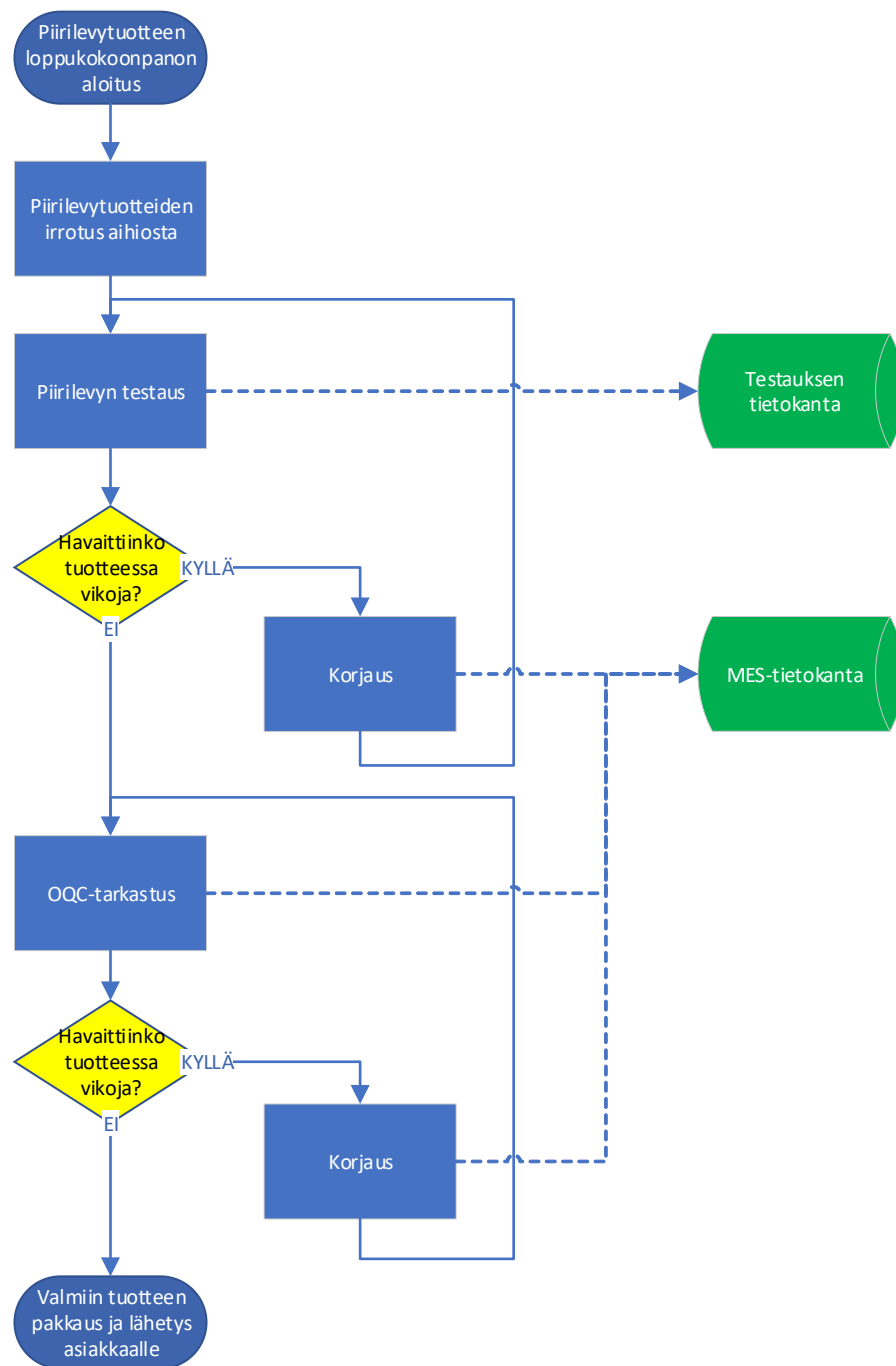 Piirilevytuotteen
loppukokoonpanon
aloitus
Piirilevytuotteiden
irrotus aihiosta
Piirilevyn testaus
Testauksen
tietokanta
Havaittiinko
tuotteessa
vikoja?
KYLLÄ
EI
Korjaus
MES-tietokanta
OQC-tarkastus
Havaittiinko
tuotteessa
vikoja?
KYLLÄ
EI
Korjaus
Valmiin tuotteen
pakkaus ja lähetys
asiakkaalle